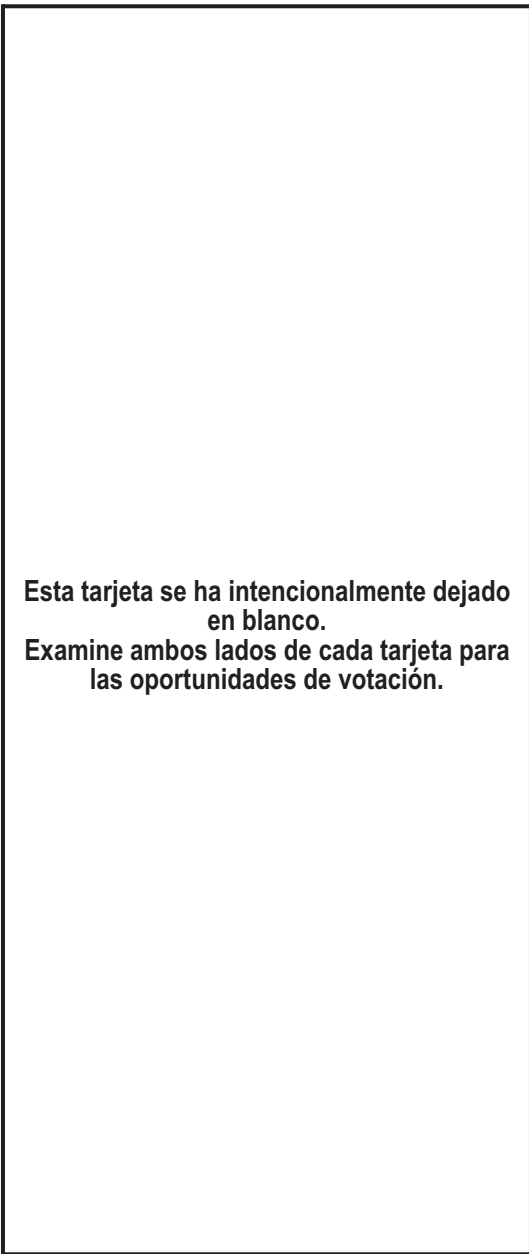 Esta tarjeta se ha intencionalmente dejado
en blanco.
Examine ambos lados de cada tarjeta para
las oportunidades de votación.